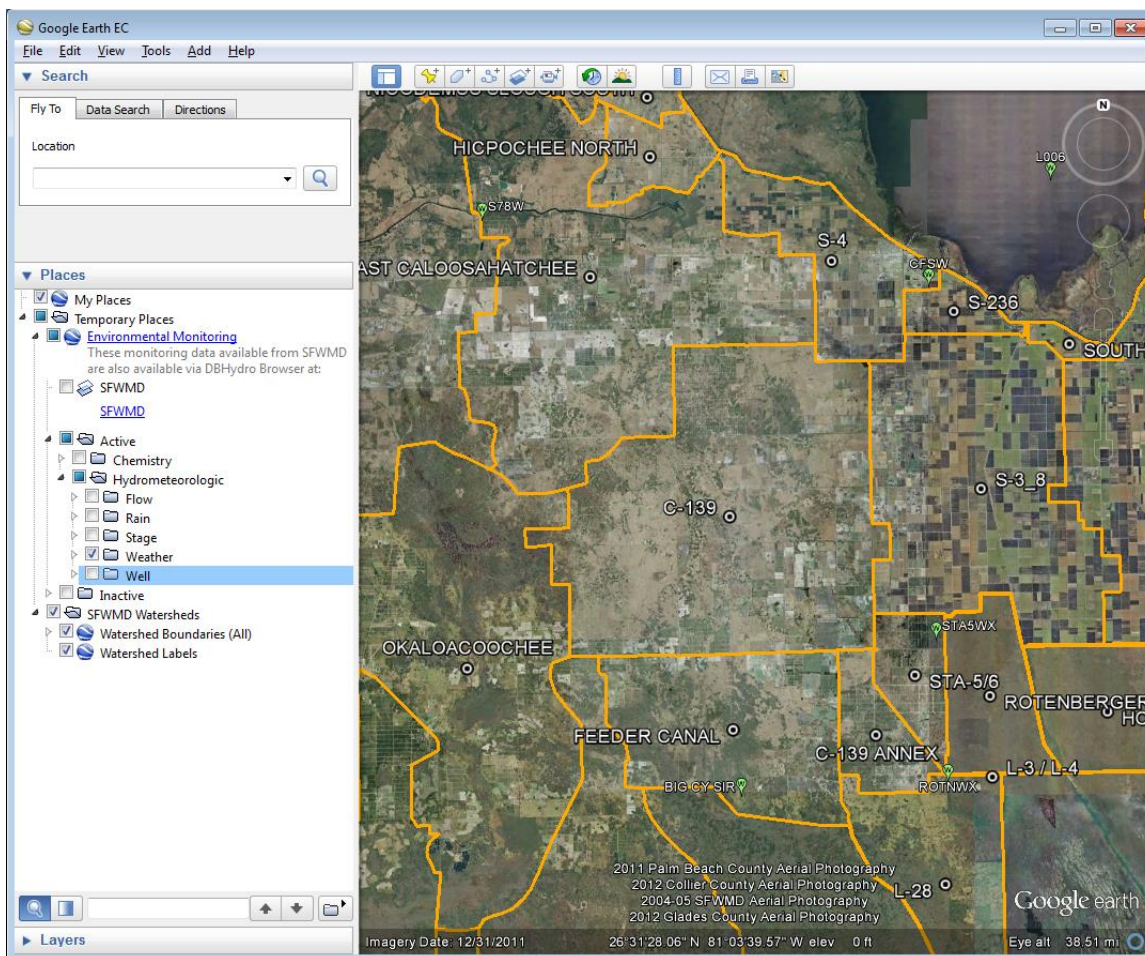 Google Earth EC
File Edit View Tools Add Help
Search
Fly To Data Search Directions
Location
Places
My Places
Temporary Places
Environmental Monitoring
These monitoring data available from SFWMD
are also available via DBHydro Browser at:
SFWMD
SFWMD
Active
Chemistry
Hydrometeorologic
Flow
Rain
Stage
Weather
Well
Inactive
SFWMD Watersheds
Watershed Boundaries (All)
Watershed Labels
Layers
N
HICPOCHEE NORTH
L006
S78W
S-4
AST CALOOSAHATCHEE
CFSW
S-236
SOUTH
S-3_8
C-139
STA5WX
OKALOACOOCHEE
STA-5/6
ROTENBERGER
HO
FEEDER CANAL
C-139 ANNEX
L-3 / L-4
BIG CY SIR
ROTNWX
2011 Palm Beach County Aerial Photography
2012 Collier County Aerial Photography
2004-05 SFWMD Aerial Photography
2012 Glades County Aerial Photography
L-28
Google earth
Imagery Date: 12/31/2011 26°31'28.06" N 81°03'39.57" W elev 0 ft Eye alt 38.51 mi